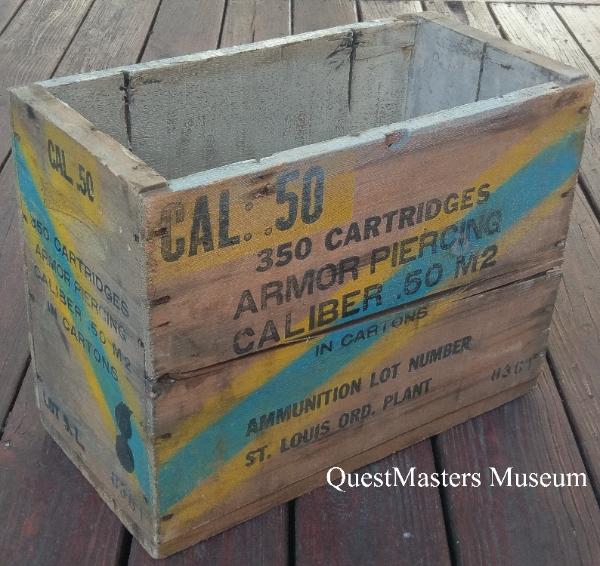 CAL. .50
350 CARTRIDGES
ARMOR PIERCING
CALIBER .50 M2
IN CARTONS
LOT S.L.
CAL. .50
350 CARTRIDGES
ARMOR PIERCING
CALIBER .50 M2
IN CARTONS
AMMUNITION LOT NUMBER
ST. LOUIS ORD. PLANT
QuestMasters Museum